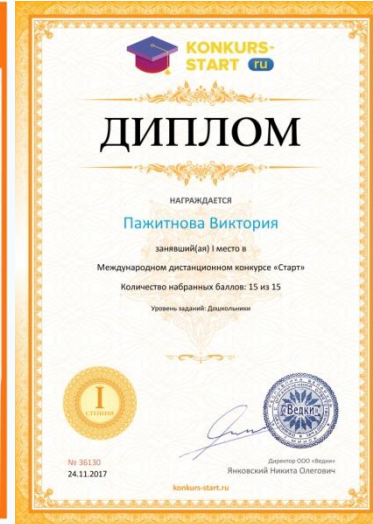 KONKURS-
START ru
ДИПЛОМ
НАГРАЖДАЕТСЯ
Пажитнова Виктория
занявший(ая) I место в
Международном дистанционном конкурсе «Старт»
Количество набранных баллов: 15 из 15
Уровень заданий: Дошкольники
I
СТЕПЕНИ
«Ведки»
№ 36130
24.11.2017
Директор ООО «Ведки»
Янковский Никита Олегович
konkurs-start.ru